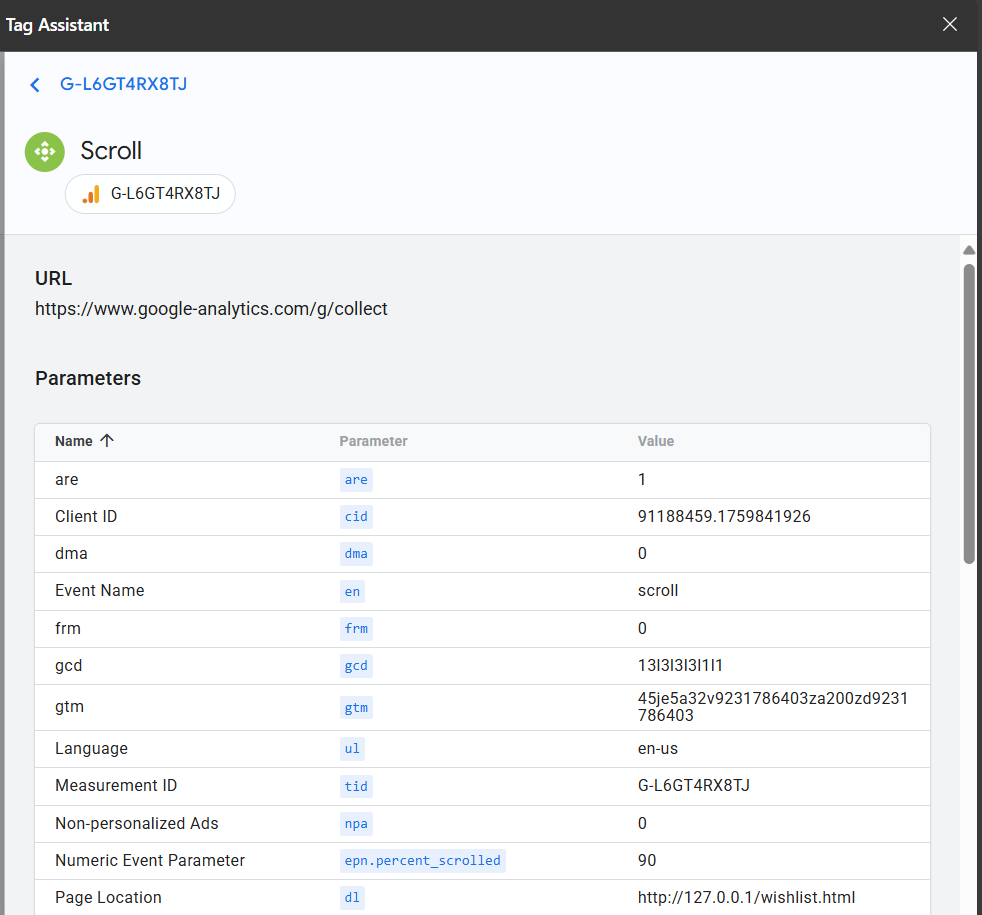 Tag Assistant
G-L6GT4RX8TJ
Scroll
G-L6GT4RX8TJ
URL
https://www.google-analytics.com/g/collect
Parameters
Name Parameter Value
are are 1
Client ID cid 91188459.1759841926
dma dma 0
Event Name en scroll
frm frm 0
gcd gcd 13l3l3l3l1l1
gtm gtm 45je5a32v9231786403za200zd9231
786403
Language ul en-us
Measurement ID tid G-L6GT4RX8TJ
Non-personalized Ads npa 0
Numeric Event Parameter epn.percent_scrolled 90
Page Location dl http://127.0.0.1/wishlist.html